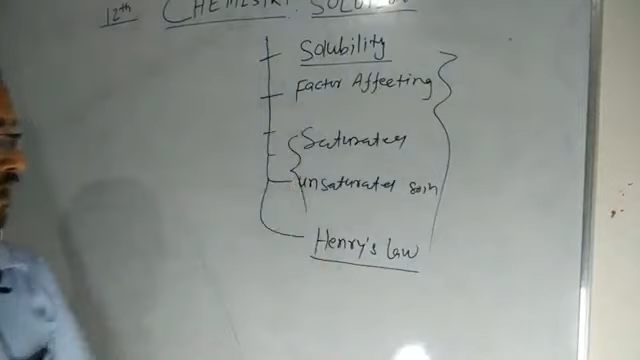 12th CHEMISTRY SOLUTION
Solubility
Factor Affecting
Saturated
unsaturated soln
Henry's law